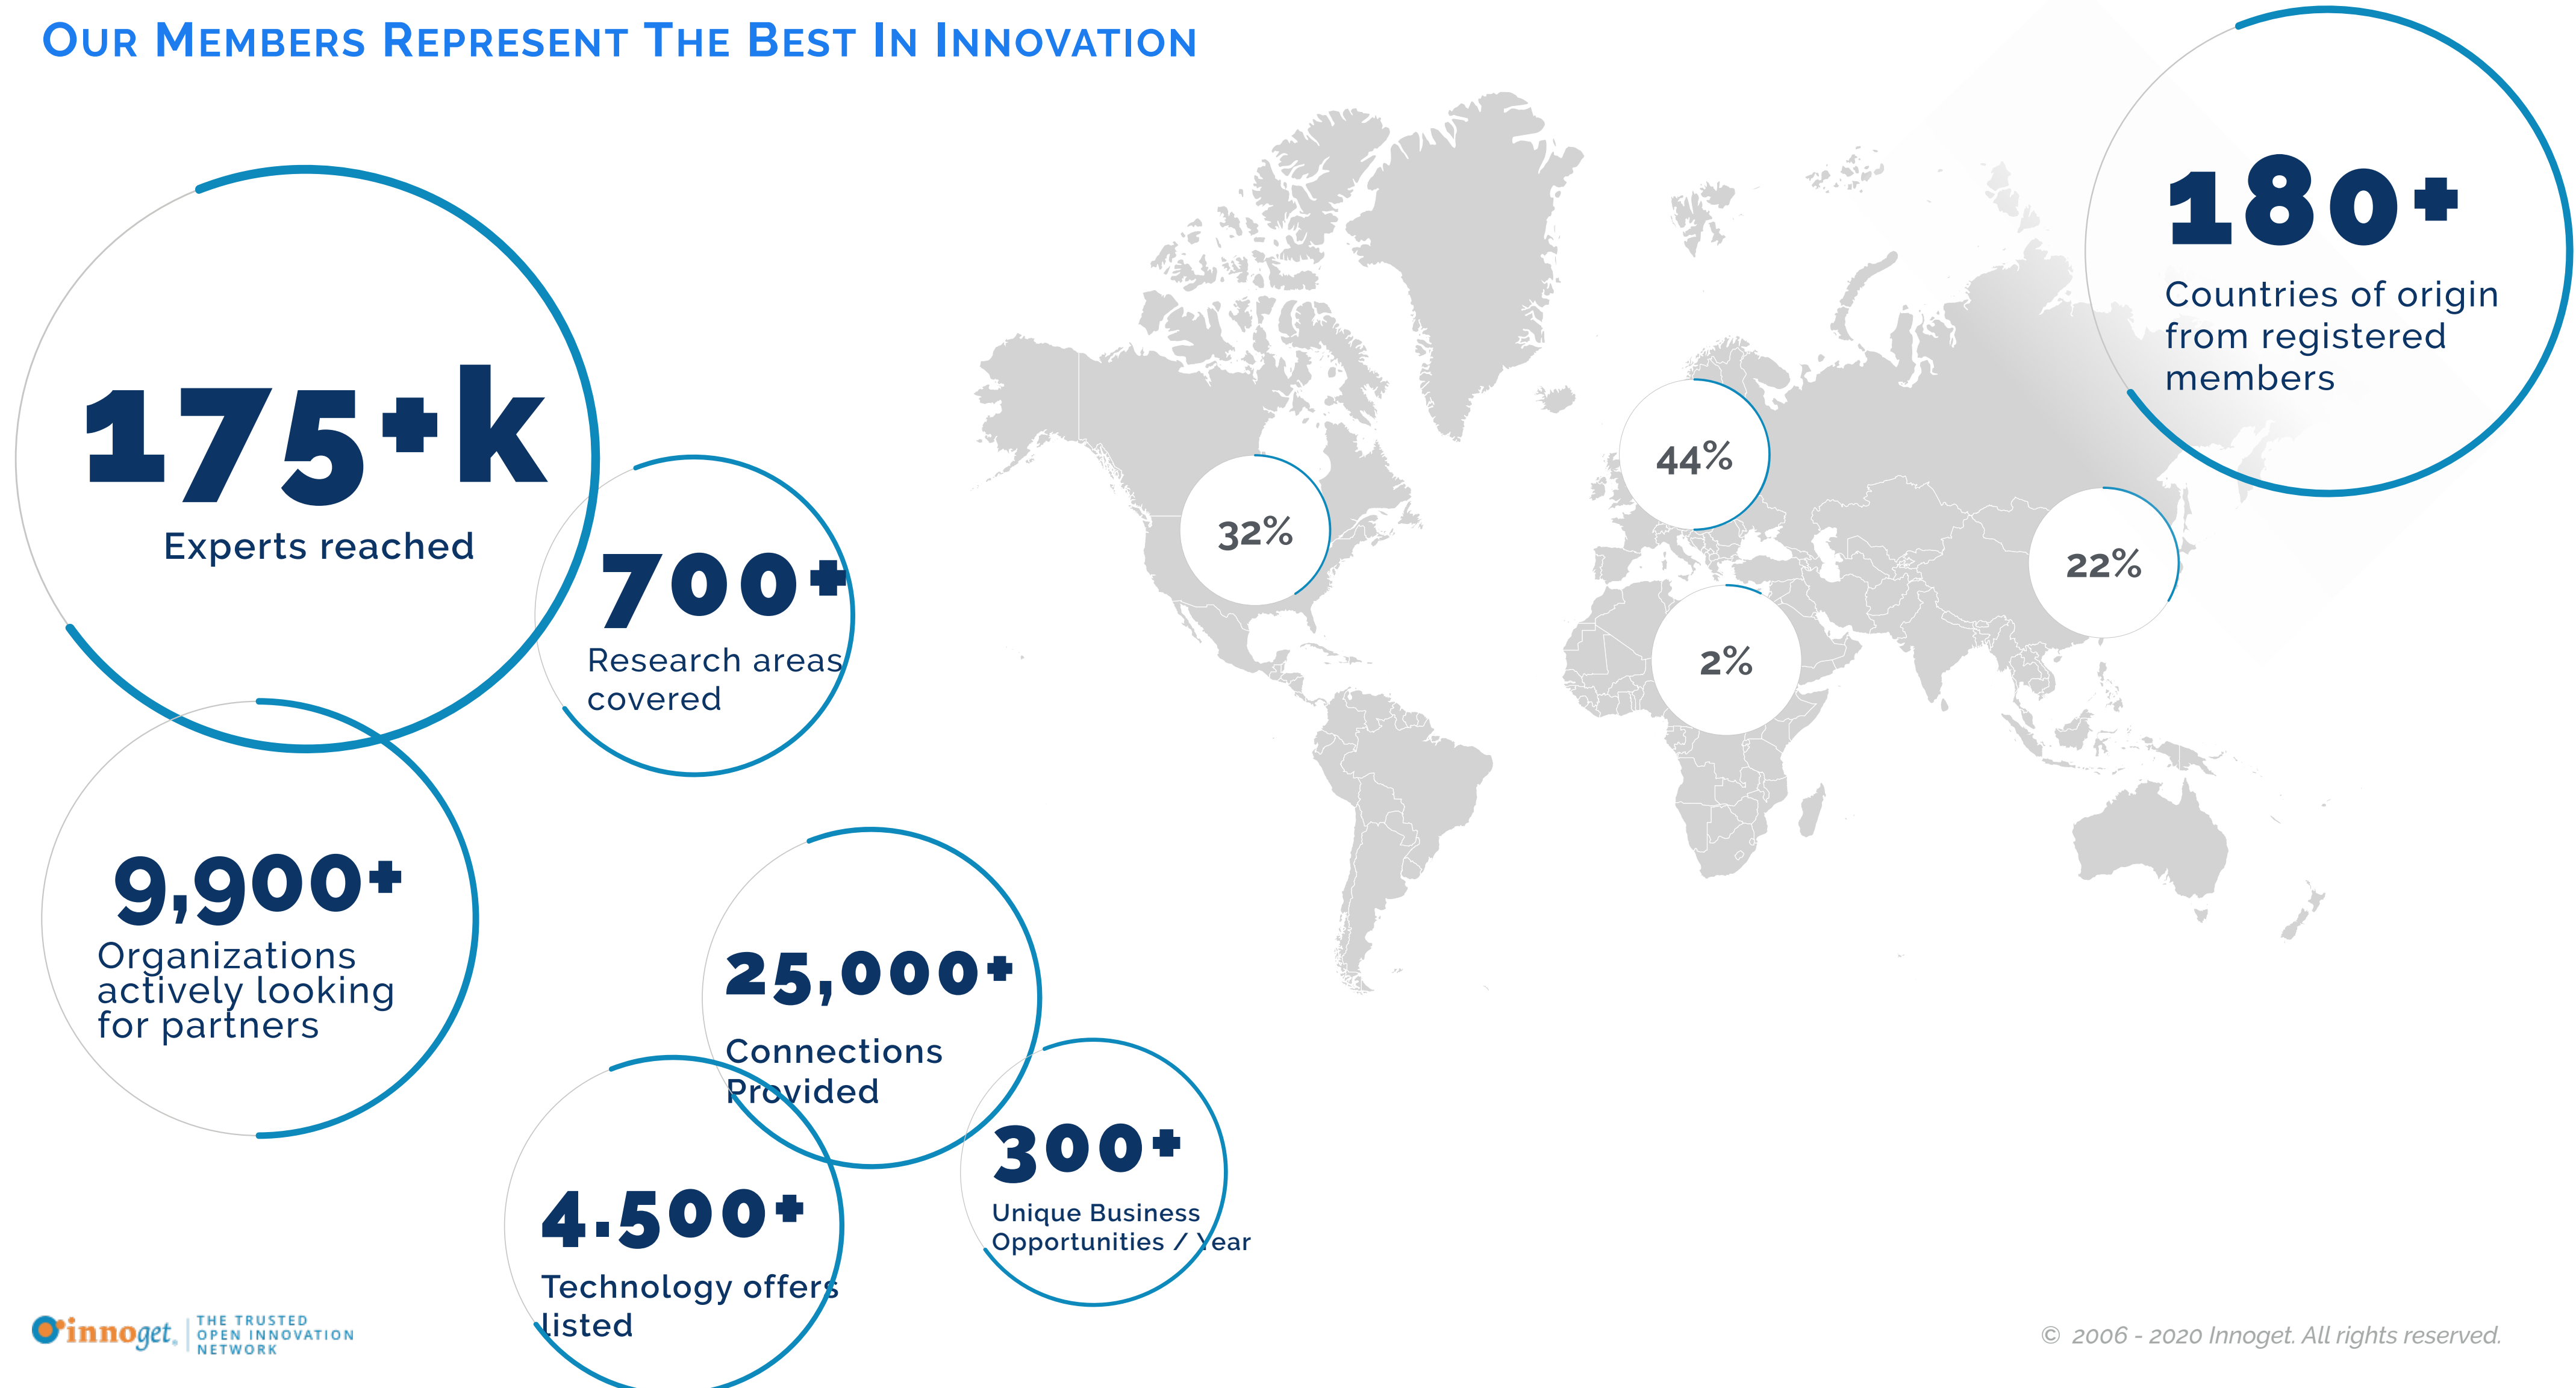 Our Members Represent The Best In Innovation
180+
Countries of origin
from registered
members
175+k
Experts reached
700+
Research areas
covered
44%
32%
22%
2%
9,900+
Organizations
actively looking
for partners
25,000+
Connections
Provided
300+
Unique Business
Opportunities / Year
4.500+
Technology offers
listed
innoget.
THE TRUSTED
OPEN INNOVATION
NETWORK
© 2006 - 2020 Innoget. All rights reserved.